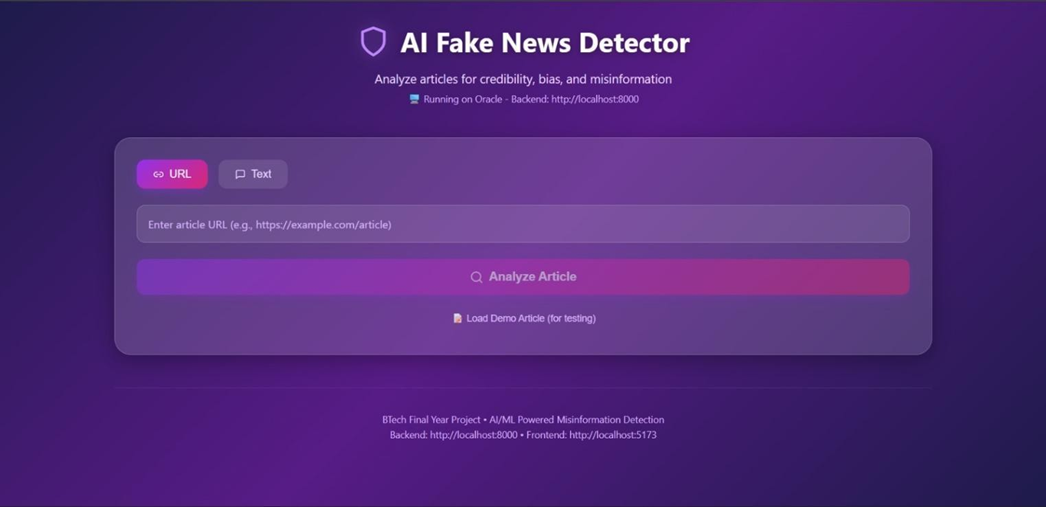 AI Fake News Detector
Analyze articles for credibility, bias, and misinformation
Running on Oracle - Backend: http://localhost:8000
URL
Text
Enter article URL (e.g., https://example.com/article)
Analyze Article
Load Demo Article (for testing)
BTech Final Year Project • AI/ML Powered Misinformation Detection
Backend: http://localhost:8000 • Frontend: http://localhost:5173